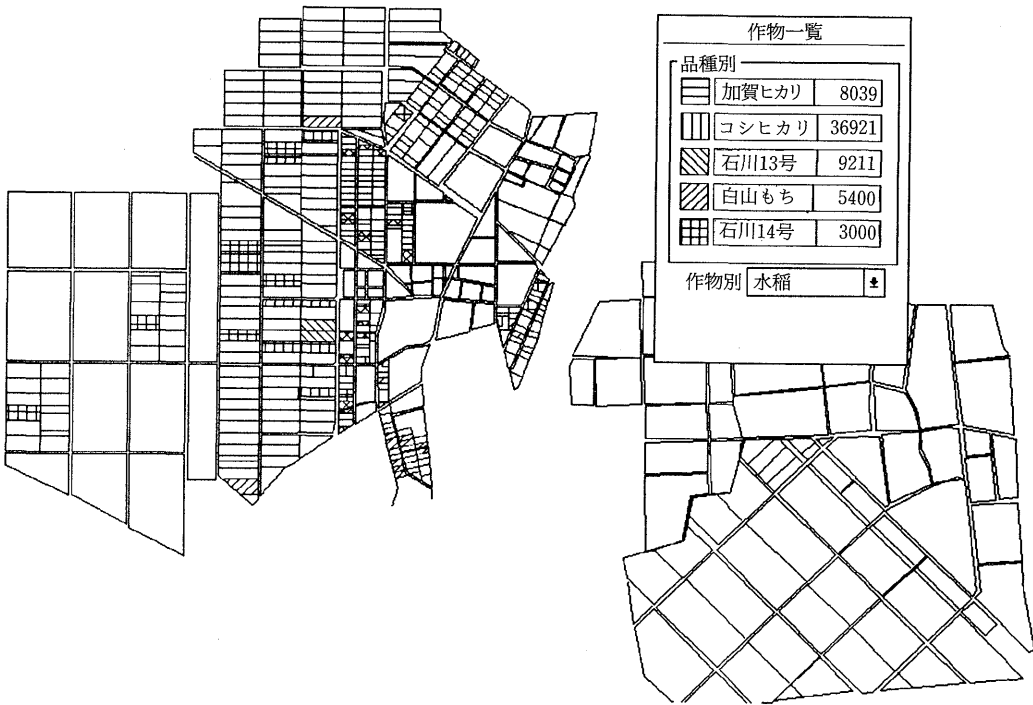 作物一覧
品種別
加賀ヒカリ 8039
コシヒカリ 36921
石川13号 9211
白山もち 5400
石川14号 3000
作物別 水稲